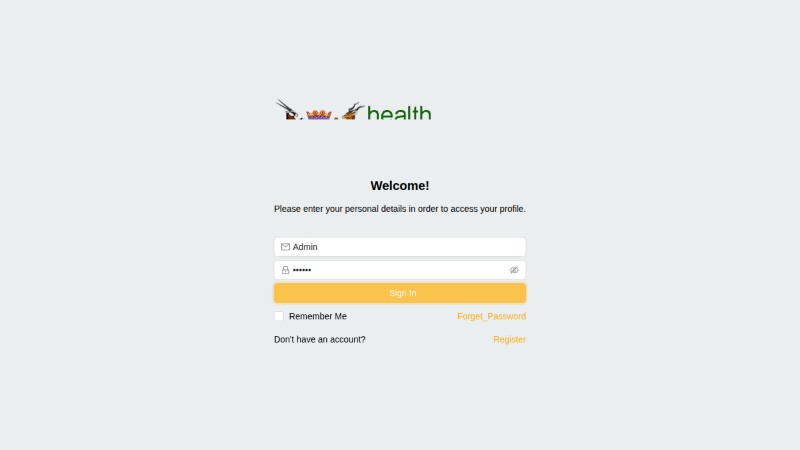 health
Welcome!
Please enter your personal details in order to access your profile.
Admin
••••••
Sign In
Remember Me
Forget_Password
Don't have an account?
Register